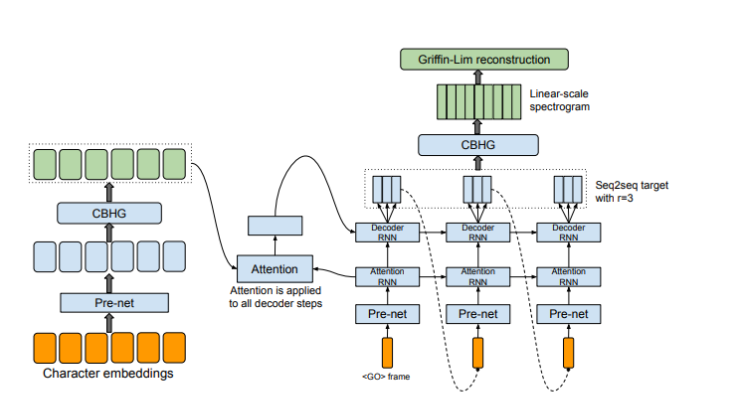 Griffin-Lim reconstruction
Linear-scale
spectrogram
CBHG
Seq2seq target
with r=3
CBHG
Decoder
RNN
Decoder
RNN
Decoder
RNN
Attention
Attention
RNN
Attention
RNN
Attention
RNN
Attention is applied
to all decoder steps
Pre-net
Pre-net
Pre-net
Pre-net
Character embeddings
<GO> frame